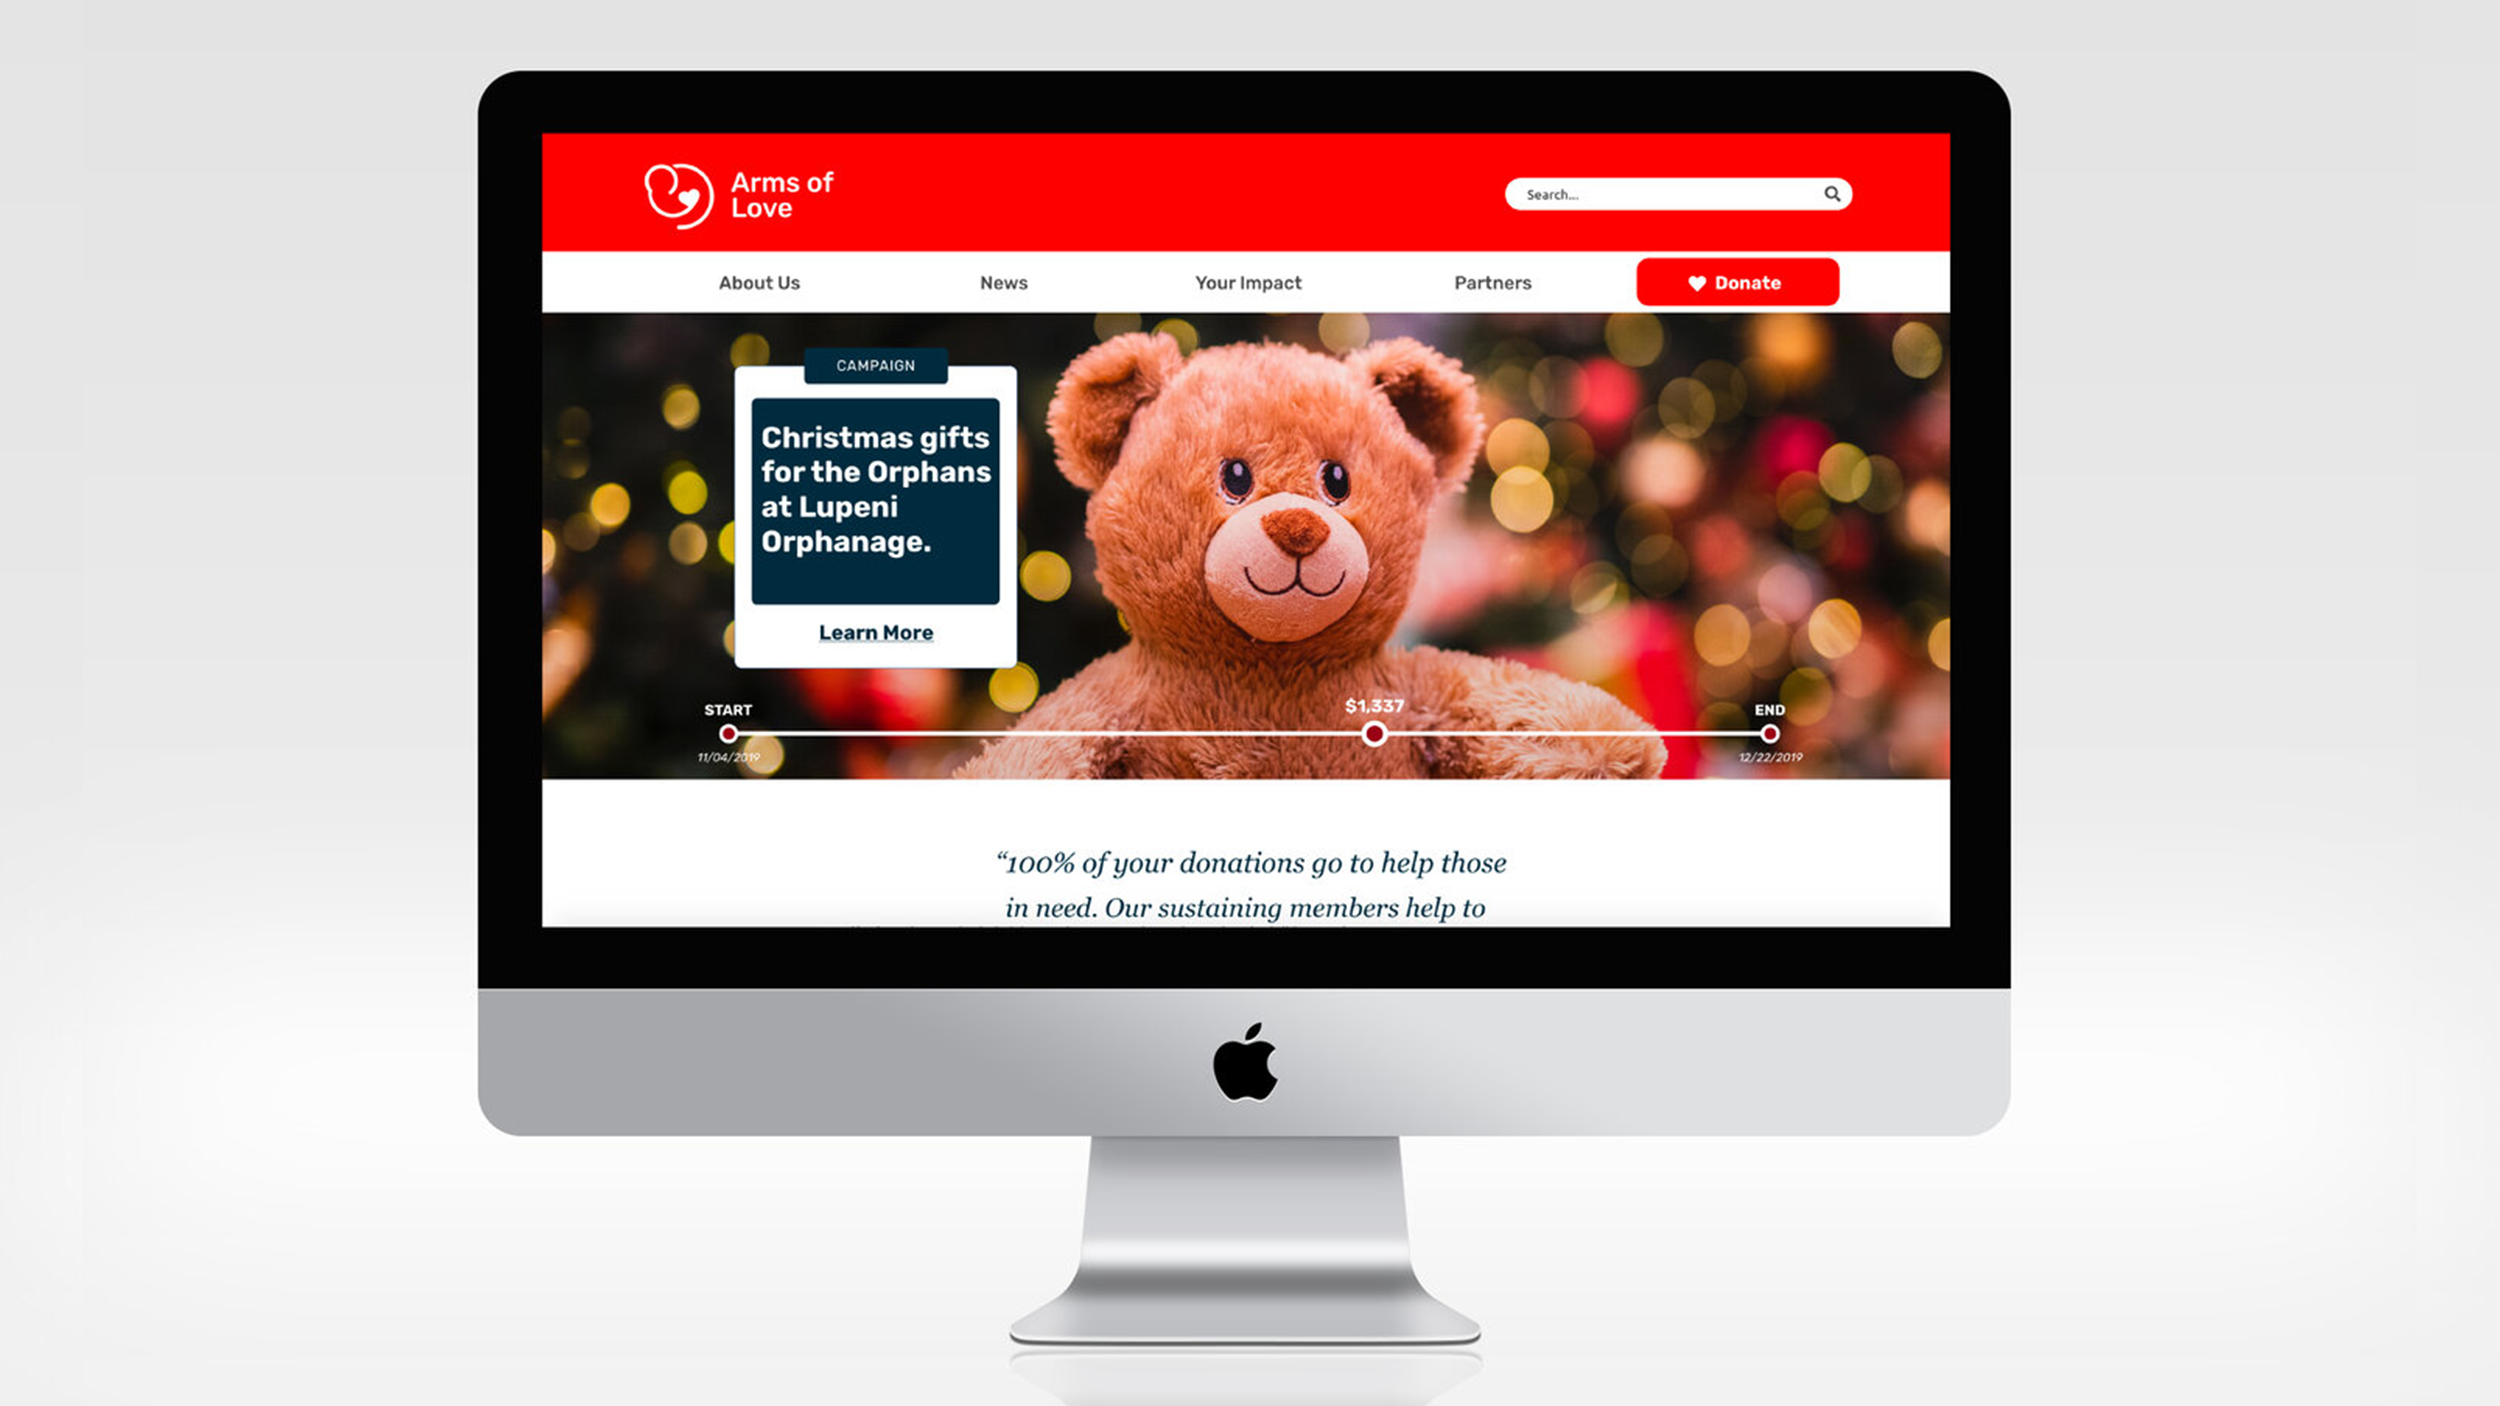 Arms of
Love
Search...
About Us
News
Your Impact
Partners
Donate
CAMPAIGN
Christmas gifts
for the Orphans
at Lupeni
Orphanage.
Learn More
START
$1,337
END
11/04/2019
12/22/2019
“100% of your donations go to help those
in need. Our sustaining members help to